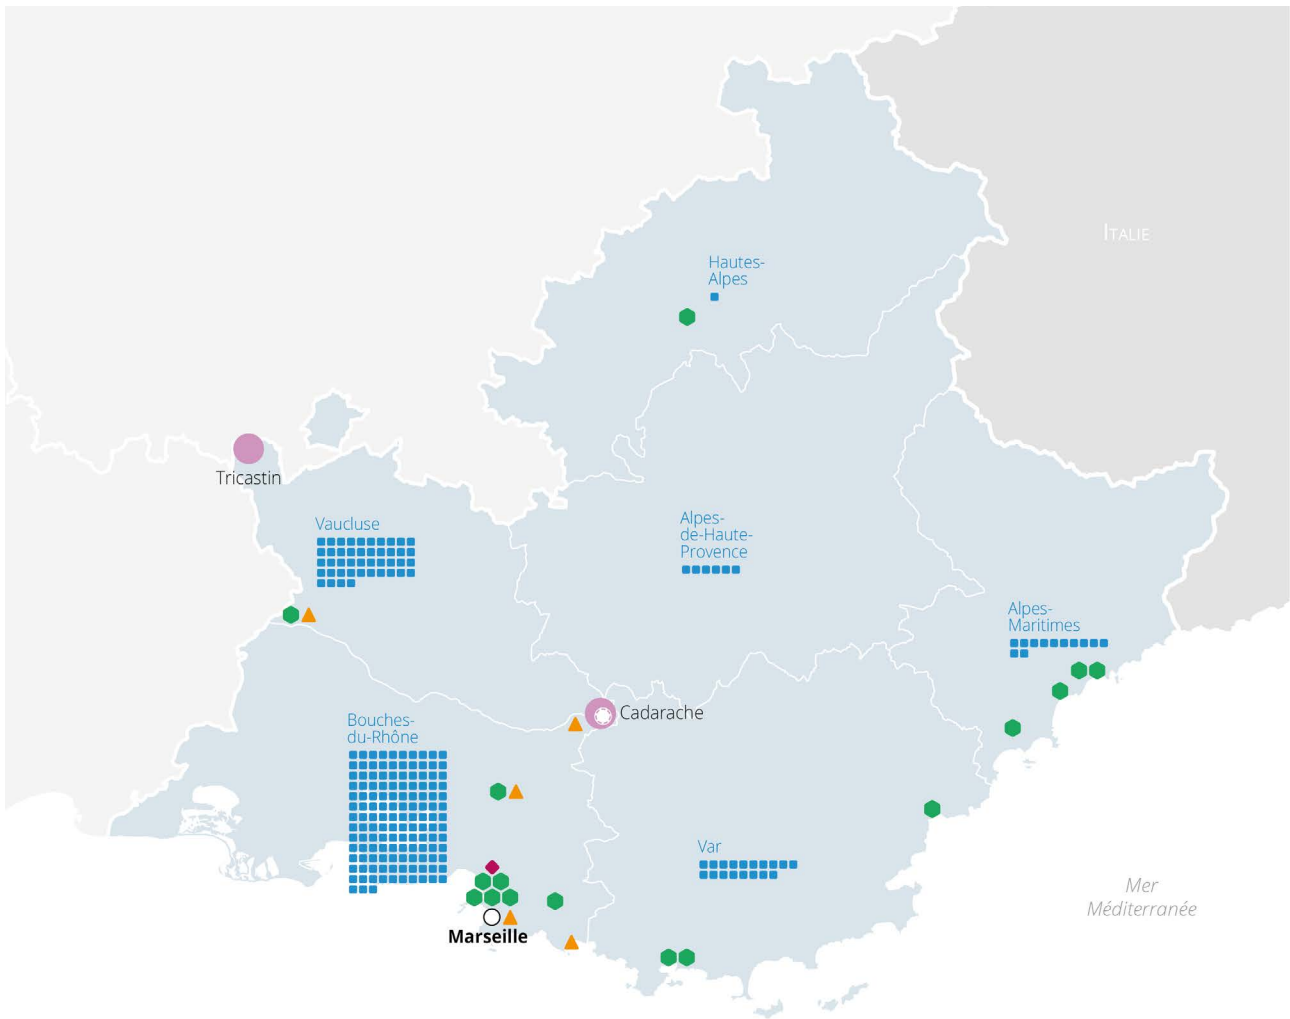 ITALIE
Hautes-
Alpes
Tricastin
Vaucluse
Alpes-
de-Haute-
Provence
Alpes-
Maritimes
Cadarache
Bouches-
du-Rhône
Var
Mer
Méditerranée
Marseille